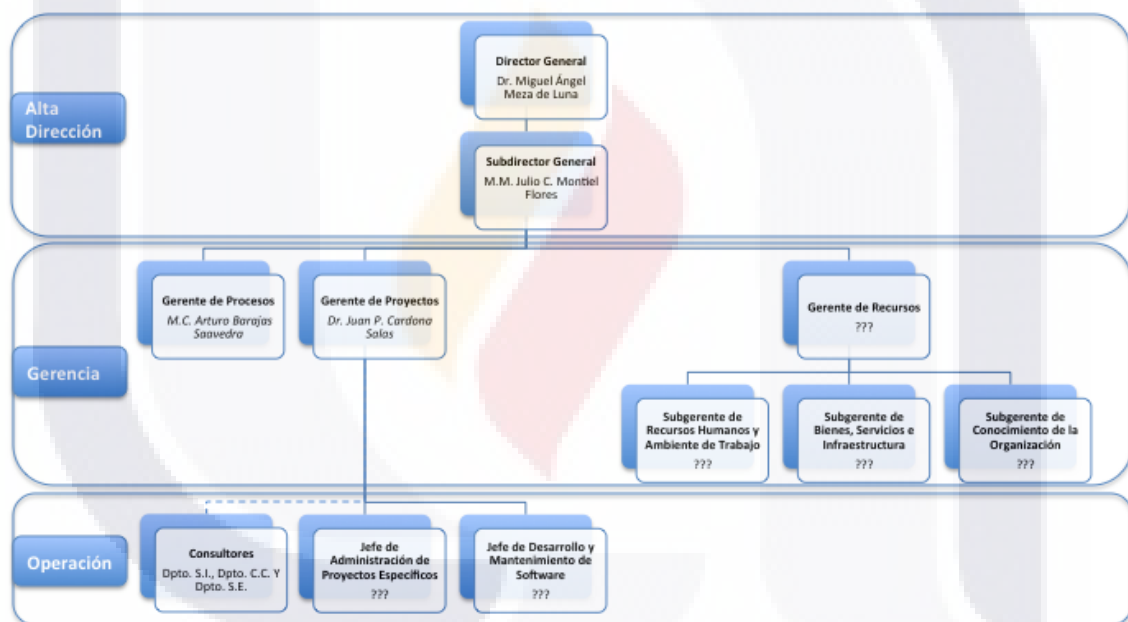 Alta
Dirección
Director General
Dr. Miguel Ángel
Meza de Luna
Subdirector General
M.M. Julio C. Montiel
Flores
Gerencia
Gerente de Procesos
M.C. Arturo Barajas
Saavedra
Gerente de Proyectos
Dr. Juan P. Cardona
Salas
Gerente de Recursos
???
Subgerente de
Recursos Humanos y
Ambiente de Trabajo
???
Subgerente de
Bienes, Servicios e
Infraestructura
???
Subgerente de
Conocimiento de la
Organización
???
Operación
Consultores
Dpto. S.I., Dpto. C.C. Y
Dpto. S.E.
Jefe de
Administración de
Proyectos Específicos
???
Jefe de Desarrollo y
Mantenimiento de
Software
???